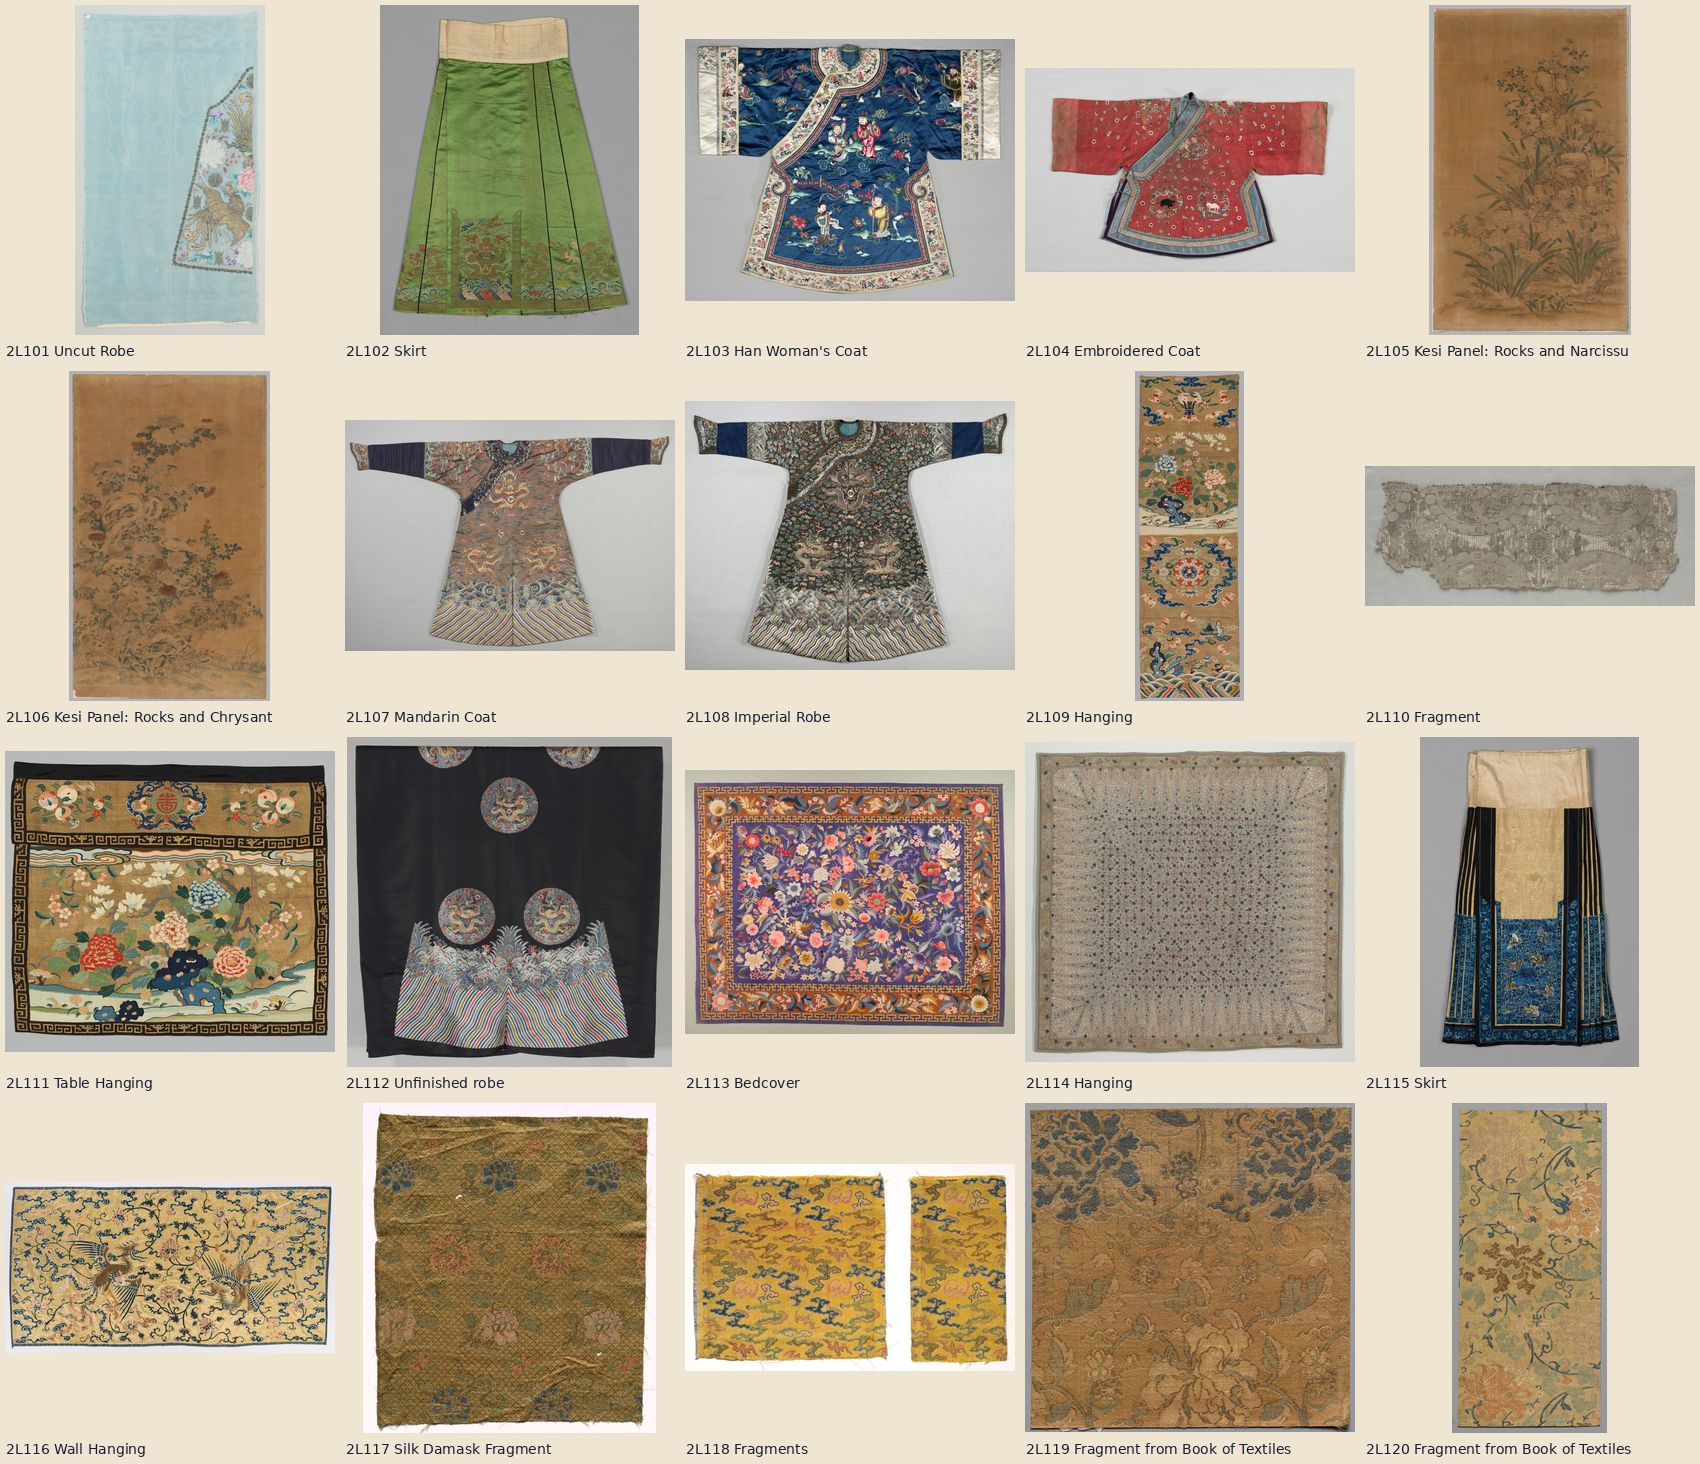 2L101 Uncut Robe
2L102 Skirt
2L103 Han Woman's Coat
2L104 Embroidered Coat
2L105 Kesi Panel: Rocks and Narcissu
2L106 Kesi Panel: Rocks and Chrysant
2L107 Mandarin Coat
2L108 Imperial Robe
2L109 Hanging
2L110 Fragment
2L111 Table Hanging
2L112 Unfinished robe
2L113 Bedcover
2L114 Hanging
2L115 Skirt
2L116 Wall Hanging
2L117 Silk Damask Fragment
2L118 Fragments
2L119 Fragment from Book of Textiles
2L120 Fragment from Book of Textiles